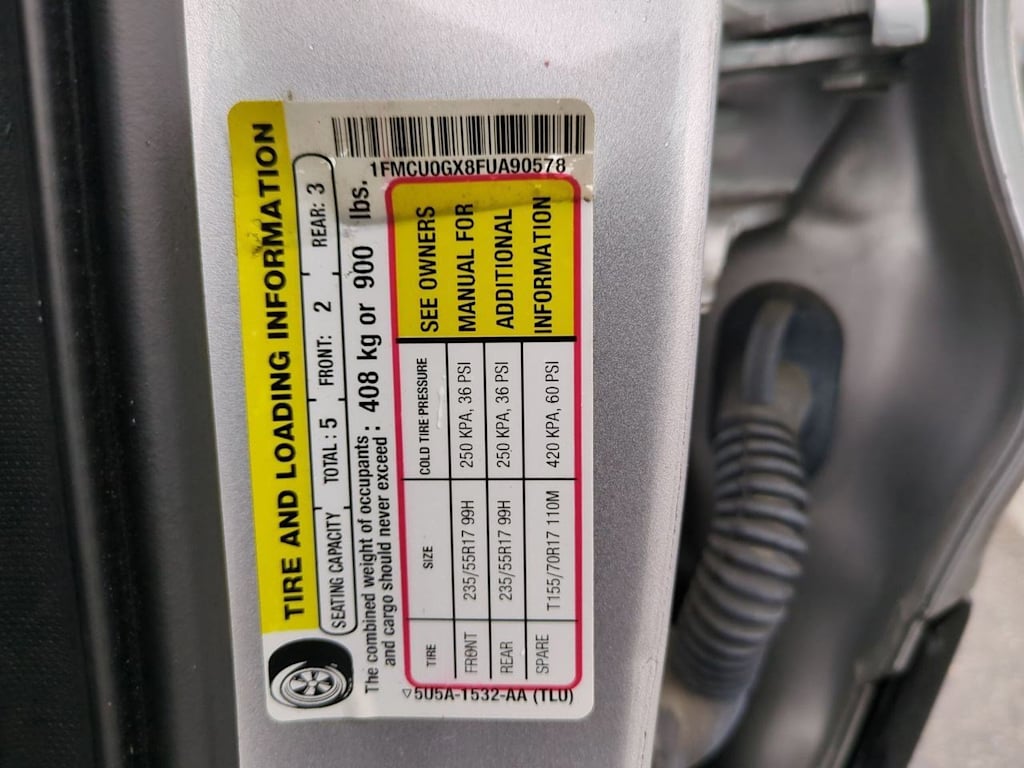 TIRE AND LOADING INFORMATION
SEATING CAPACITY TOTAL: 5 FRONT: 2 REAR: 3
The combined weight of occupants and cargo should never exceed: 408 kg or 900 lbs.
1FMCU0GX8FUA90578
TIRE SIZE COLD TIRE PRESSURE
FRONT 235/55R17 99H 250 KPA, 36 PSI
REAR 235/55R17 99H 250 KPA, 36 PSI
SPARE T155/70R17 110M 420 KPA, 60 PSI
SEE OWNERS
MANUAL FOR
ADDITIONAL
INFORMATION
5U5A-1532-AA (TLU)